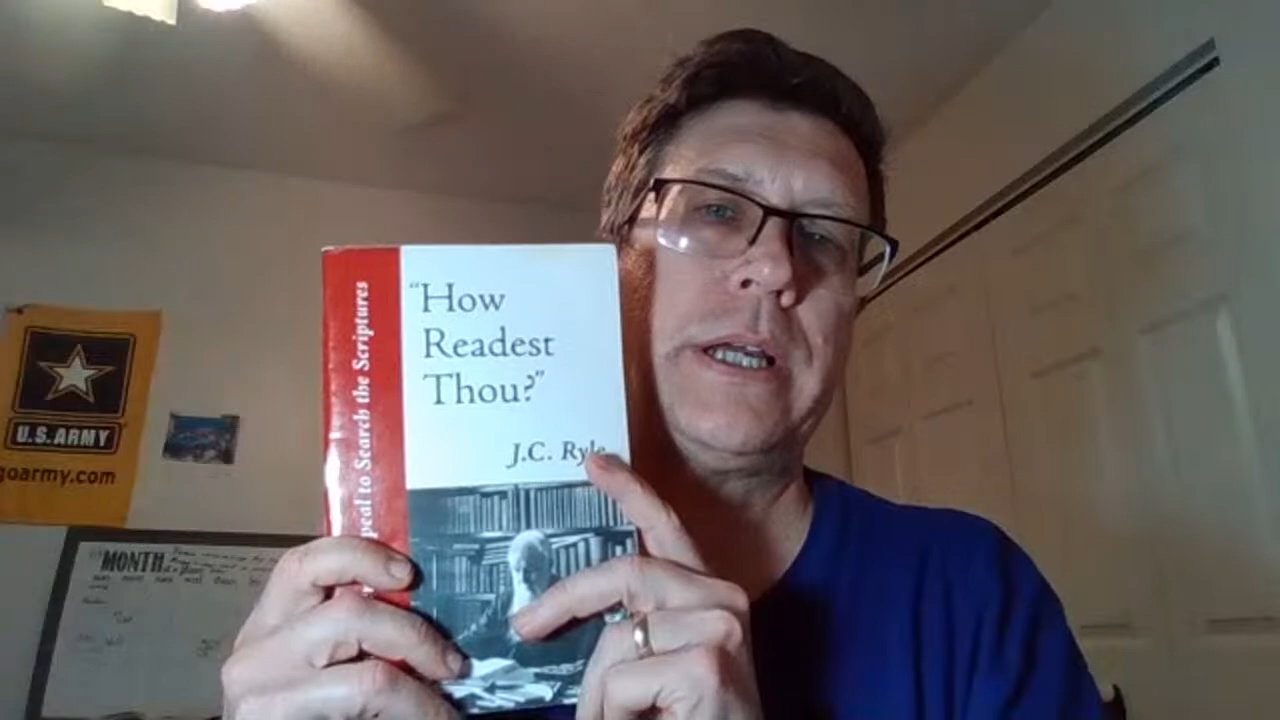 "How
Readest
Thou?"
J.C. Ryle
peal to Search the Scriptures
U.S. ARMY
goarmy.com
MONTH